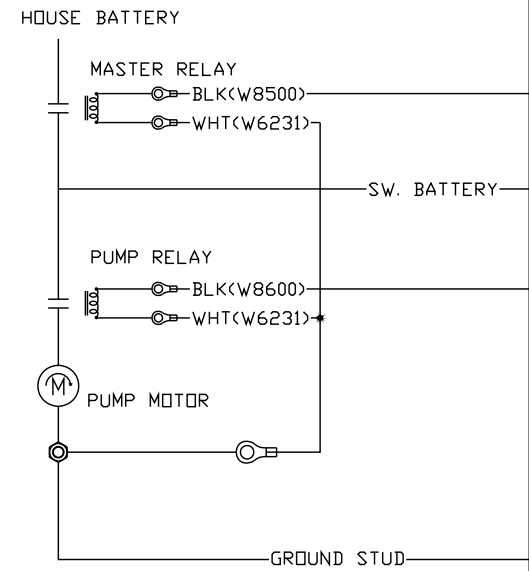 HOUSE BATTERY
MASTER RELAY
BLK(W8500)
WHT(W6231)
SW. BATTERY
PUMP RELAY
BLK(W8600)
WHT(W6231)
M
PUMP MOTOR
GROUND STUD